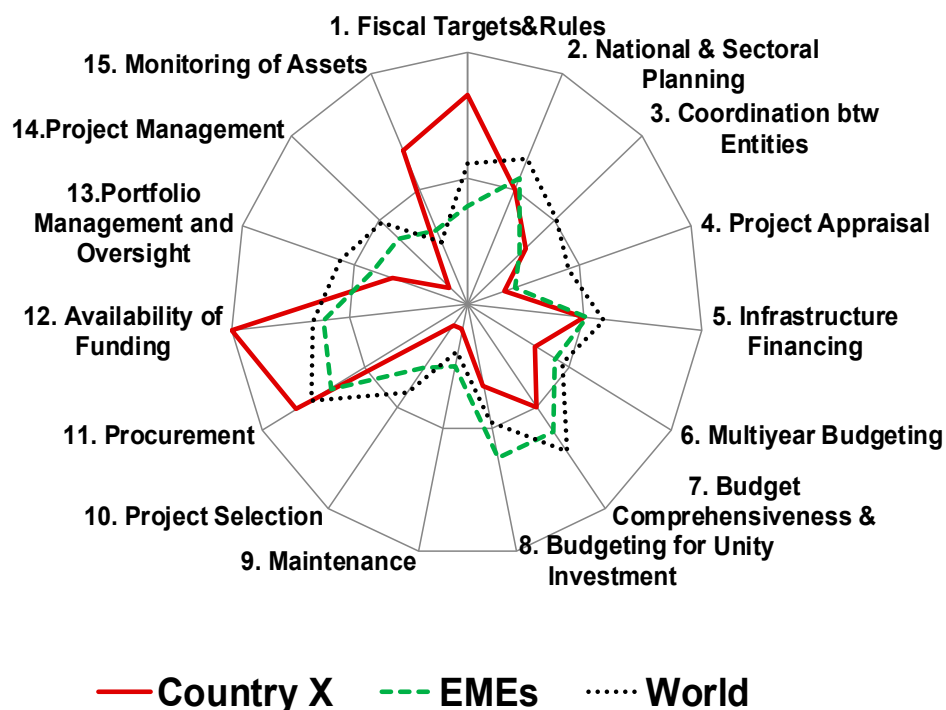 1. Fiscal Targets&Rules
2. National & Sectoral
Planning
3. Coordination btw
Entities
4. Project Appraisal
5. Infrastructure
Financing
6. Multiyear Budgeting
7. Budget
Comprehensiveness &
Unity
8. Budgeting for
Investment
9. Maintenance
10. Project Selection
11. Procurement
12. Availability of
Funding
13.Portfolio
Management and
Oversight
14.Project Management
15. Monitoring of Assets
Country X
EMEs
World